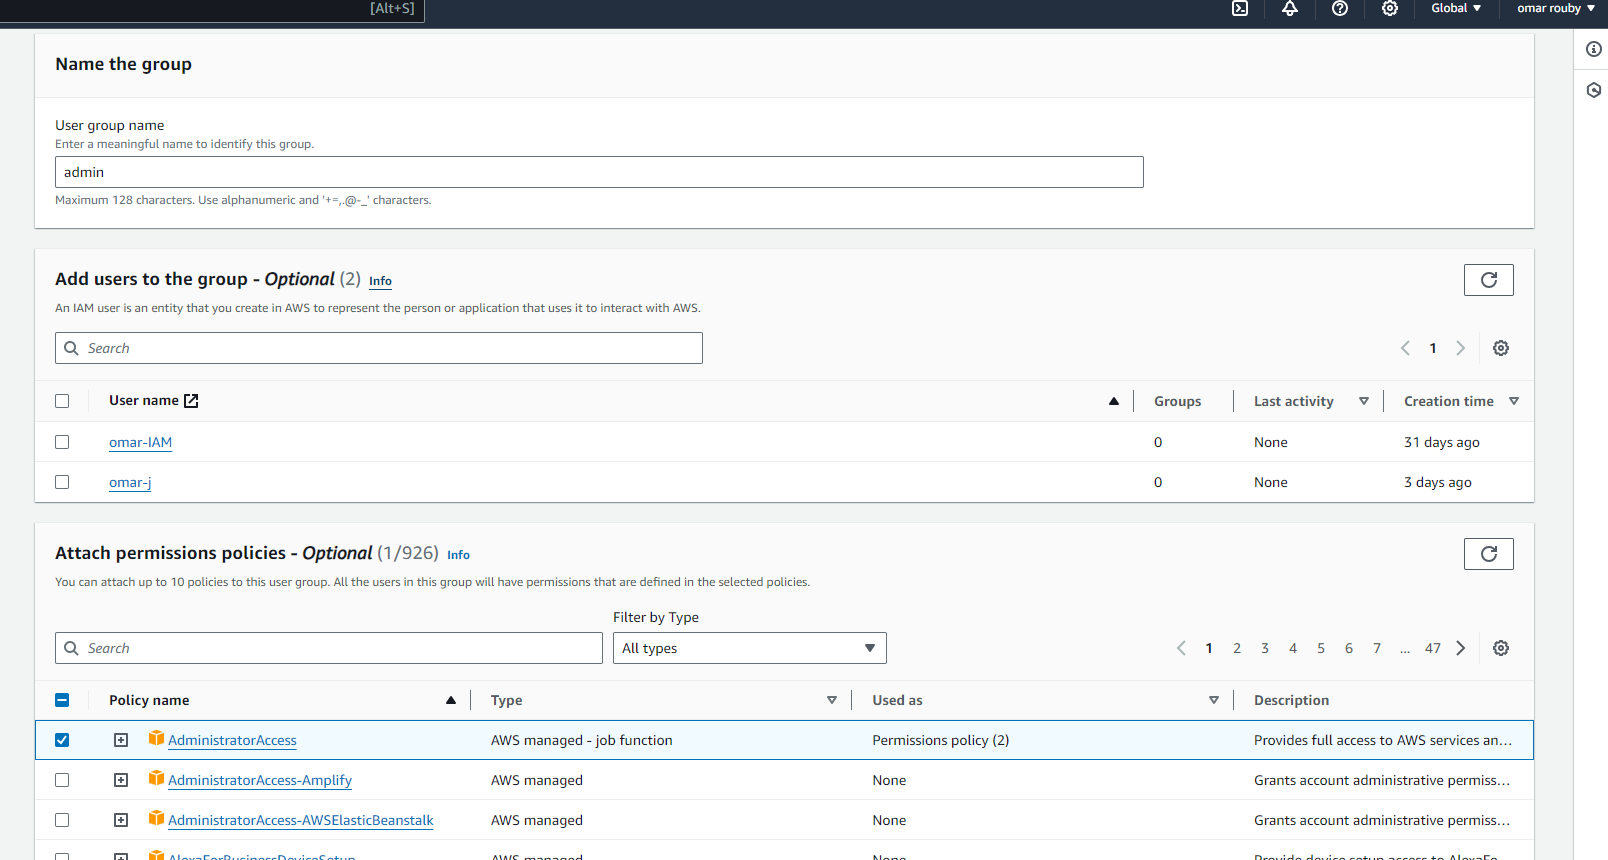 [Alt+S]
Global
omar rouby
Name the group
User group name
Enter a meaningful name to identify this group.
admin
Maximum 128 characters. Use alphanumeric and '+=,.@-_' characters.
Add users to the group - Optional (2) Info
An IAM user is an entity that you create in AWS to represent the person or application that uses it to interact with AWS.
Search
1
User name Groups Last activity Creation time
omar-IAM 0 None 31 days ago
omar-j 0 None 3 days ago
Attach permissions policies - Optional (1/926) Info
You can attach up to 10 policies to this user group. All the users in this group will have permissions that are defined in the selected policies.
Filter by Type
Search All types 1 2 3 4 5 6 7 ... 47
Policy name Type Used as Description
AdministratorAccess AWS managed - job function Permissions policy (2) Provides full access to AWS services an...
AdministratorAccess-Amplify AWS managed None Grants account administrative permiss...
AdministratorAccess-AWSElasticBeanstalk AWS managed None Grants account administrative permiss...
AlexaForBusinessDeviceSetup AWS managed None Provide device setup access to AlexaFo...